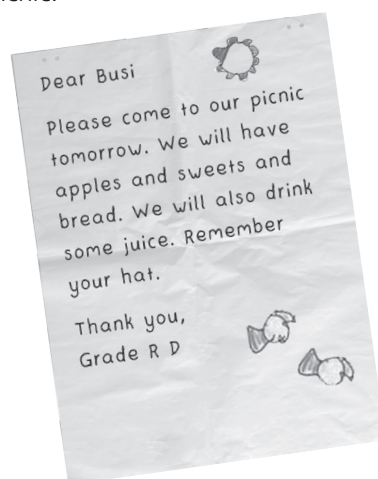 Dear Busi
Please come to our picnic
tomorrow. We will have
apples and sweets and
bread. We will also drink
some juice. Remember
your hat.
Thank you,
Grade R D